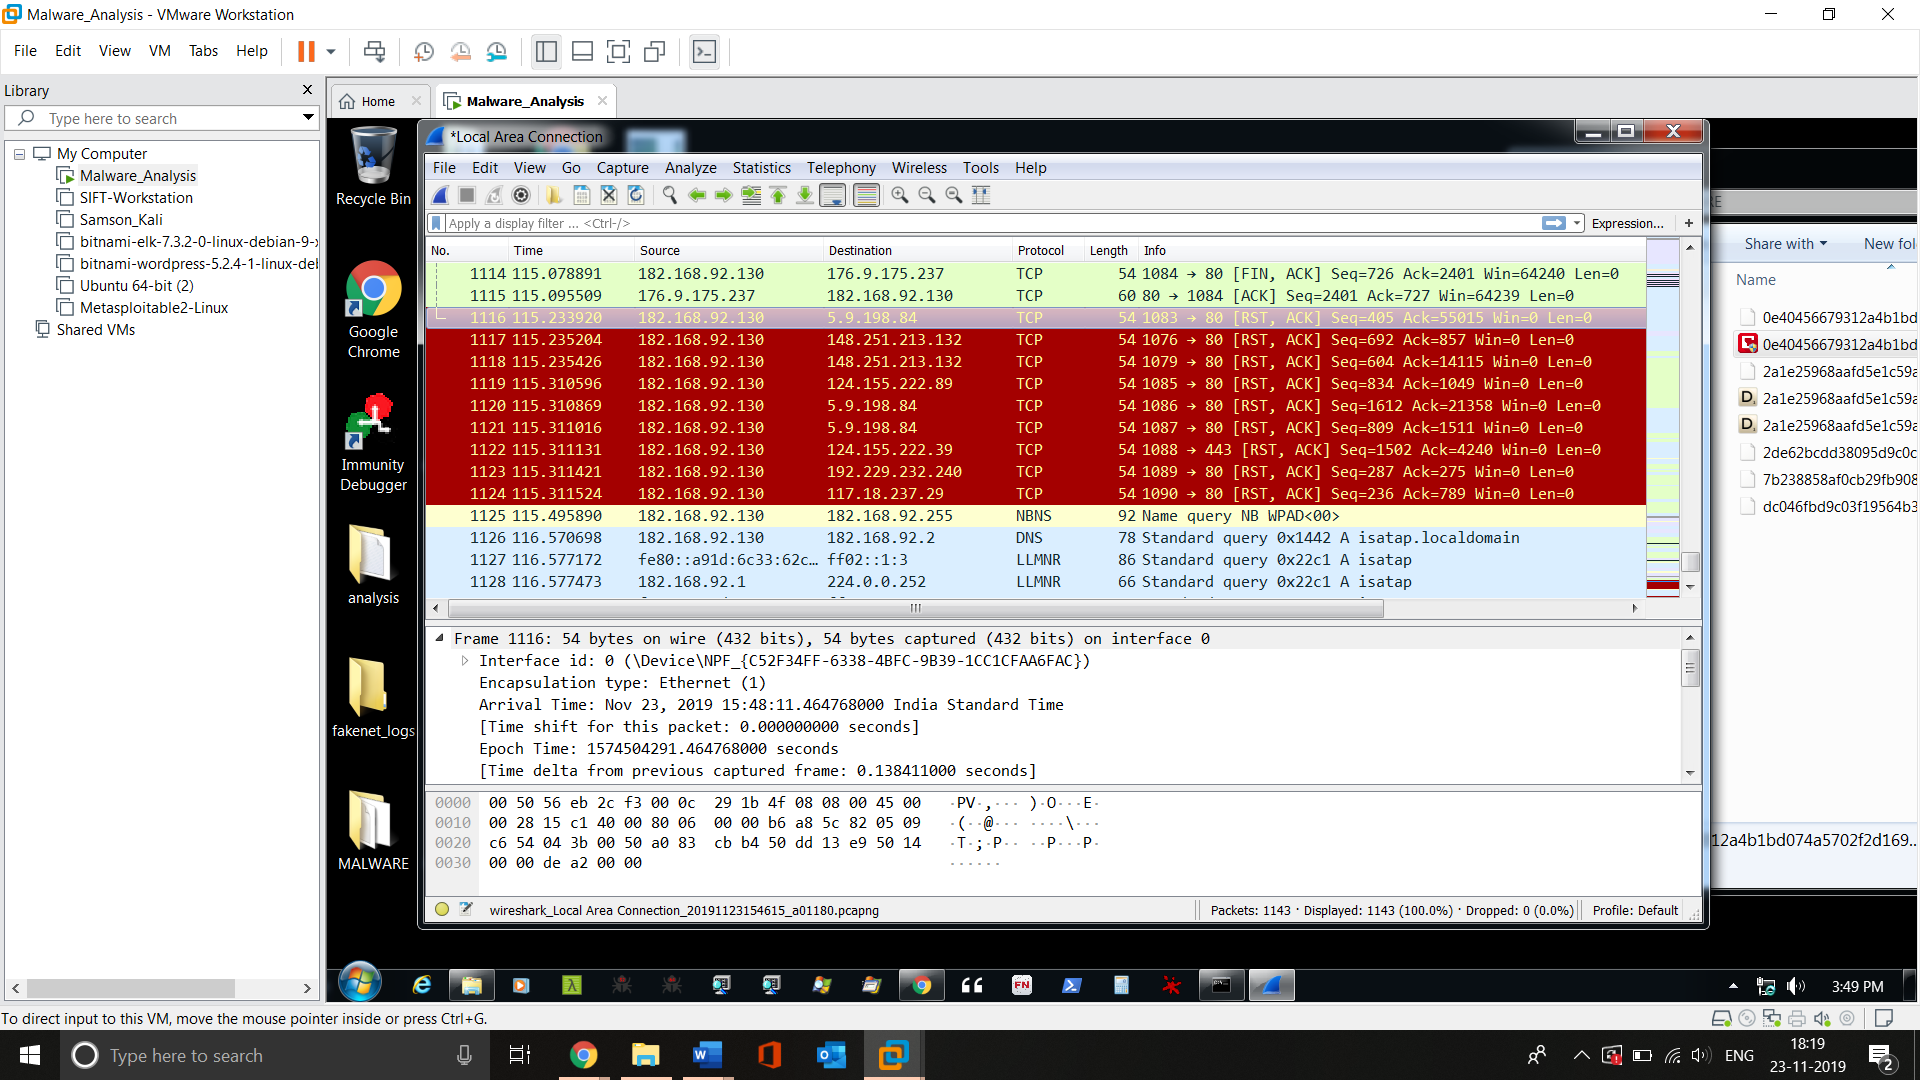 Malware_Analysis - VMware Workstation
File Edit View VM Tabs Help
Library
Type here to search
My Computer
Malware_Analysis
SIFT-Workstation
Samson_Kali
bitnami-elk-7.3.2-0-linux-debian-9-x
bitnami-wordpress-5.2.4-1-linux-del
Ubuntu 64-bit (2)
Metasploitable2-Linux
Shared VMs
Home
Malware_Analysis
Recycle Bin
Google Chrome
Immunity Debugger
analysis
fakenet_logs
MALWARE
*Local Area Connection
File Edit View Go Capture Analyze Statistics Telephony Wireless Tools Help
Apply a display filter ... <Ctrl-/>
Expression... +
No. Time Source Destination Protocol Length Info
1114 115.078891 182.168.92.130 176.9.175.237 TCP 54 1084 → 80 [FIN, ACK] Seq=726 Ack=2401 Win=64240 Len=0
1115 115.095509 176.9.175.237 182.168.92.130 TCP 60 80 → 1084 [ACK] Seq=2401 Ack=727 Win=64239 Len=0
1116 115.233920 182.168.92.130 5.9.198.84 TCP 54 1083 → 80 [RST, ACK] Seq=405 Ack=55015 Win=0 Len=0
1117 115.235204 182.168.92.130 148.251.213.132 TCP 54 1076 → 80 [RST, ACK] Seq=692 Ack=857 Win=0 Len=0
1118 115.235426 182.168.92.130 148.251.213.132 TCP 54 1079 → 80 [RST, ACK] Seq=604 Ack=14115 Win=0 Len=0
1119 115.310596 182.168.92.130 124.155.222.89 TCP 54 1085 → 80 [RST, ACK] Seq=834 Ack=1049 Win=0 Len=0
1120 115.310869 182.168.92.130 5.9.198.84 TCP 54 1086 → 80 [RST, ACK] Seq=1612 Ack=21358 Win=0 Len=0
1121 115.311016 182.168.92.130 5.9.198.84 TCP 54 1087 → 80 [RST, ACK] Seq=809 Ack=1511 Win=0 Len=0
1122 115.311131 182.168.92.130 124.155.222.39 TCP 54 1088 → 443 [RST, ACK] Seq=1502 Ack=4240 Win=0 Len=0
1123 115.311421 182.168.92.130 192.229.232.240 TCP 54 1089 → 80 [RST, ACK] Seq=287 Ack=275 Win=0 Len=0
1124 115.311524 182.168.92.130 117.18.237.29 TCP 54 1090 → 80 [RST, ACK] Seq=236 Ack=789 Win=0 Len=0
1125 115.495890 182.168.92.130 182.168.92.255 NBNS 92 Name query NB WPAD<00>
1126 116.570698 182.168.92.130 182.168.92.2 DNS 78 Standard query 0x1442 A isatap.localdomain
1127 116.577172 fe80::a91d:6c33:62c… ff02::1:3 LLMNR 86 Standard query 0x22c1 A isatap
1128 116.577473 182.168.92.1 224.0.0.252 LLMNR 66 Standard query 0x22c1 A isatap
Frame 1116: 54 bytes on wire (432 bits), 54 bytes captured (432 bits) on interface 0
Interface id: 0 (\Device\NPF_{C52F34FF-6338-4BFC-9B39-1CC1CFAA6FAC})
Encapsulation type: Ethernet (1)
Arrival Time: Nov 23, 2019 15:48:11.464768000 India Standard Time
[Time shift for this packet: 0.000000000 seconds]
Epoch Time: 1574504291.464768000 seconds
[Time delta from previous captured frame: 0.138411000 seconds]
0000 00 50 56 eb 2c f3 00 0c 29 1b 4f 08 08 00 45 00 ·PV·,··· )·O···E·
0010 00 28 15 c1 40 00 80 06 00 00 b6 a8 5c 82 05 09 ·(··@··· ····\···
0020 c6 54 04 3b 00 50 a0 83 cb b4 50 dd 13 e9 50 14 ·T·;·P·· ··P···P·
0030 00 00 de a2 00 00 ······
wireshark_Local Area Connection_20191123154615_a01180.pcapng
Packets: 1143 · Displayed: 1143 (100.0%) · Dropped: 0 (0.0%)
Profile: Default
Share with New fol
Name
0e40456679312a4b1bd
0e40456679312a4b1bd
2a1e25968aafd5e1c59a
2a1e25968aafd5e1c59a
2a1e25968aafd5e1c59a
2de62bcdd38095d9c0c
7b238858af0cb29fb908
dc046fbd9c03f19564b3
12a4b1bd074a5702f2d169...
FN
3:49 PM
To direct input to this VM, move the mouse pointer inside or press Ctrl+G.
Type here to search
ENG
18:19
23-11-2019
2